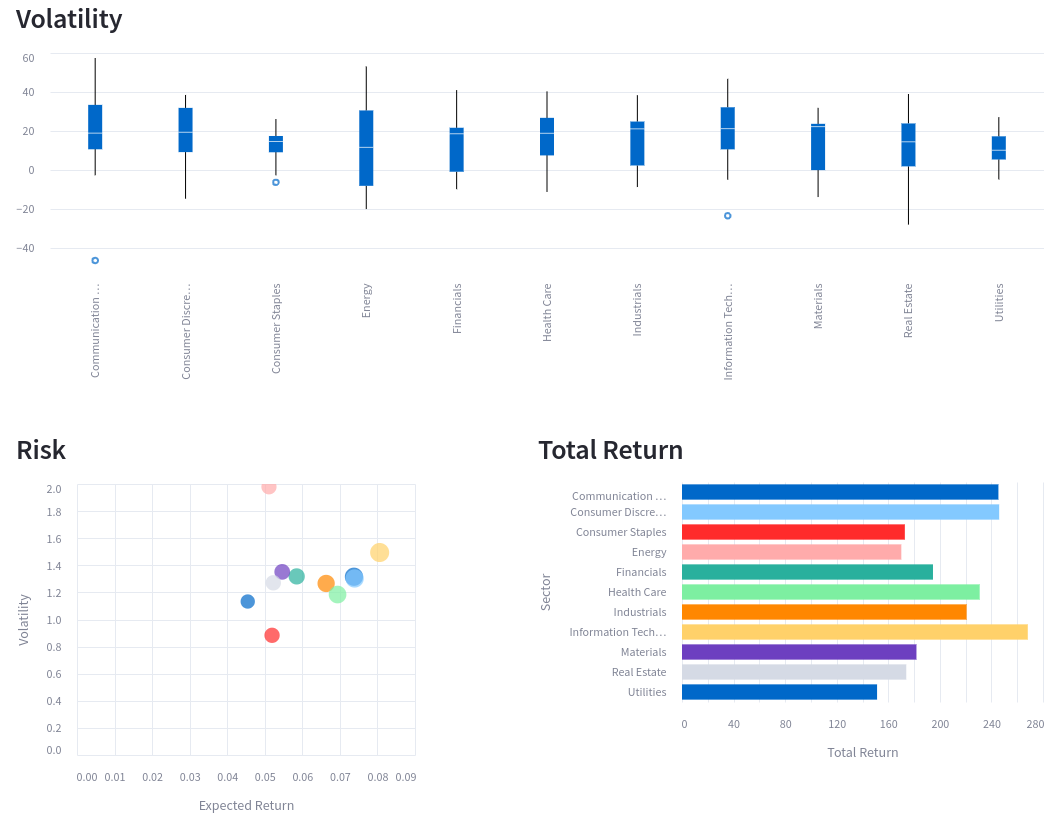 Volatility
60
40
20
0
−20
−40
Communication …
Consumer Discre…
Consumer Staples
Energy
Financials
Health Care
Industrials
Information Tech…
Materials
Real Estate
Utilities
Risk
2.0
1.8
1.6
1.4
1.2
1.0
0.8
0.6
0.4
0.2
0.0
Volatility
0.00 0.01 0.02 0.03 0.04 0.05 0.06 0.07 0.08 0.09
Expected Return
Total Return
Communication …
Consumer Discre…
Consumer Staples
Energy
Financials
Health Care
Industrials
Information Tech…
Materials
Real Estate
Utilities
Sector
0 40 80 120 160 200 240 280
Total Return